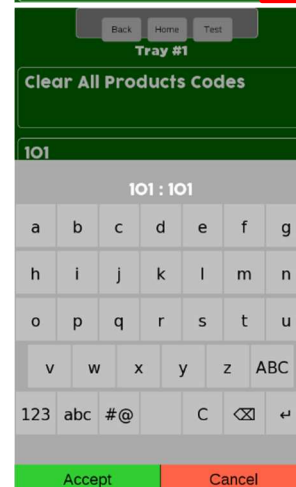 Back Home Test
Tray #1
Clear All Products Codes
101
101 : 101
a b c d e f g
h i j k l m n
o p q r s t u
v w x y z ABC
123 abc #@ C ⌫ ↵
Accept Cancel